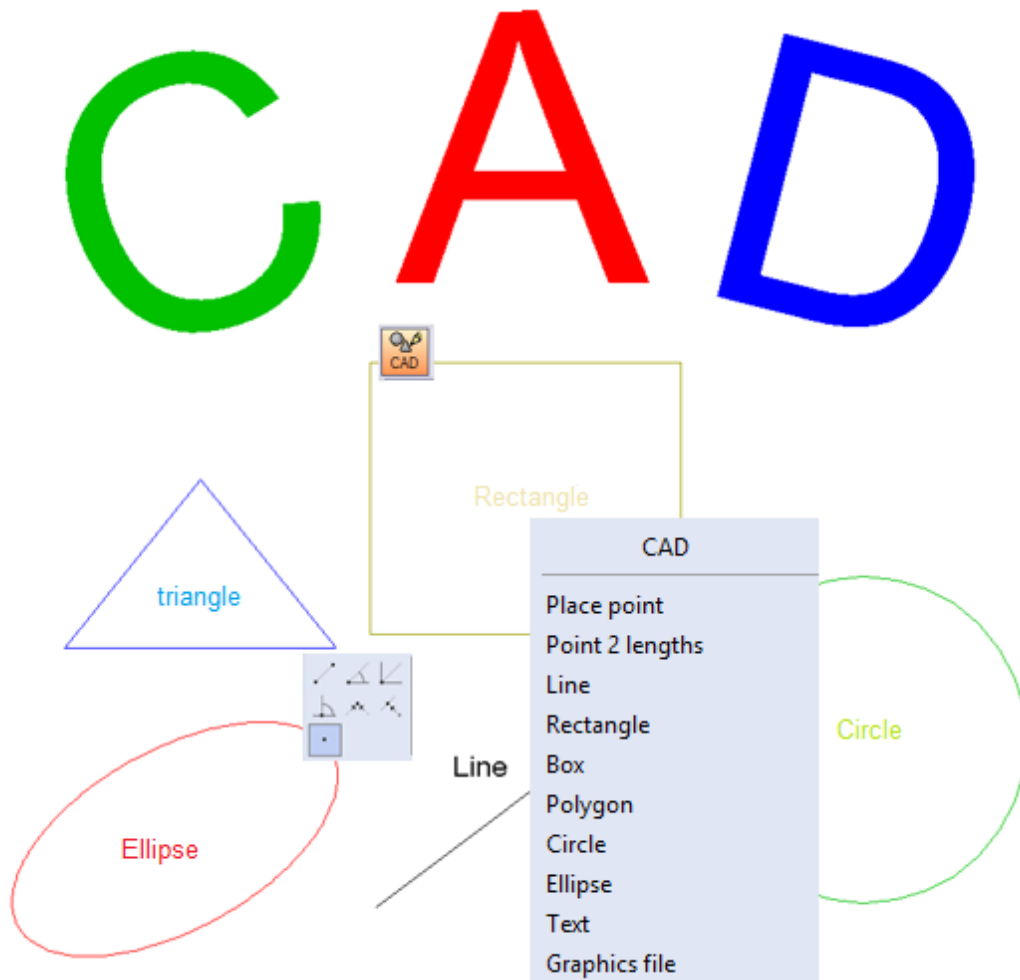 CAD
CAD
Rectangle
triangle
Circle
Line
Ellipse
CAD
Place point
Point 2 lengths
Line
Rectangle
Box
Polygon
Circle
Ellipse
Text
Graphics file